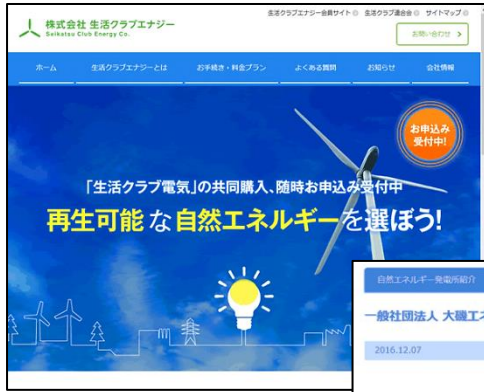 生活クラブエナジー会員サイト 生活クラブ連合会 サイトマップ
株式会社 生活クラブエナジー
Seikatsu Club Energy Co.
お問い合わせ >
ホーム 生活クラブエナジーとは お手続き・料金プラン よくある質問 お知らせ 会社情報
お申込み
受付中!
「生活クラブ電気」の共同購入、随時お申込み受付中
再生可能な自然エネルギーを選ぼう!
自然エネルギー発電所紹介
一般社団法人 大磯エネ
2016.12.07